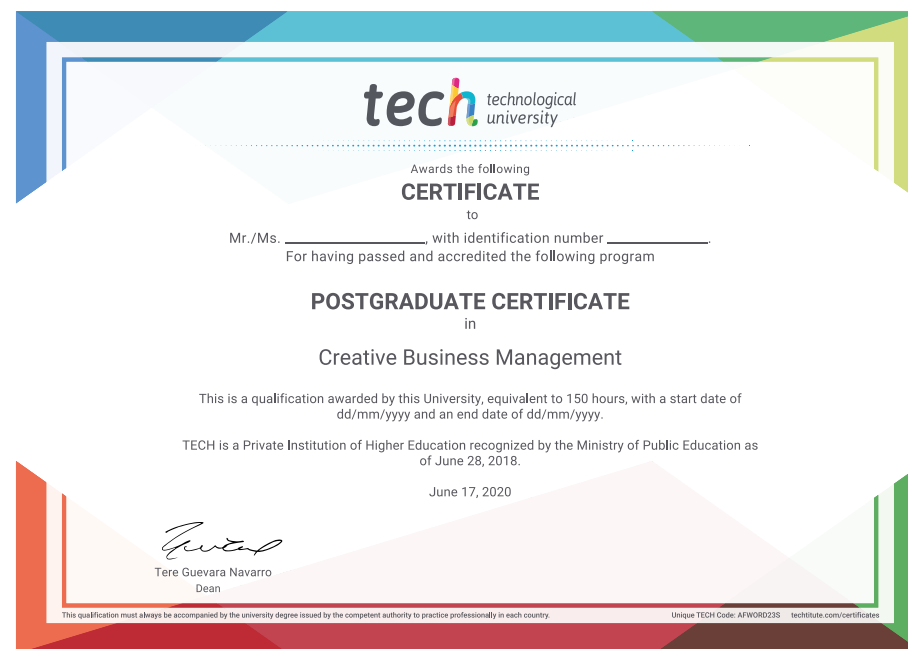 tech technological
university
Awards the following
CERTIFICATE
to
Mr./Ms. ____________________, with identification number ______________.
For having passed and accredited the following program
POSTGRADUATE CERTIFICATE
in
Creative Business Management
This is a qualification awarded by this University, equivalent to 150 hours, with a start date of
dd/mm/yyyy and an end date of dd/mm/yyyy.
TECH is a Private Institution of Higher Education recognized by the Ministry of Public Education as
of June 28, 2018.
June 17, 2020
Tere Guevara Navarro
Dean
This qualification must always be accompanied by the university degree issued by the competent authority to practice professionally in each country. Unique TECH Code: AFWORD23S techtitute.com/certificates